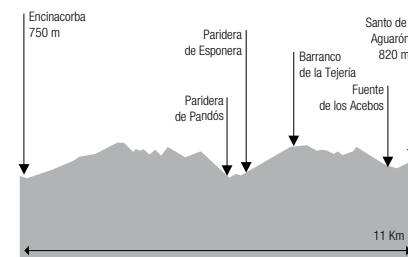 Encinacorba
750 m
Paridera
de Pandós
Paridera
de Esponera
Barranco
de la Tejería
Fuente
de los Acebos
Santo de
Aguarón
820 m
11 Km